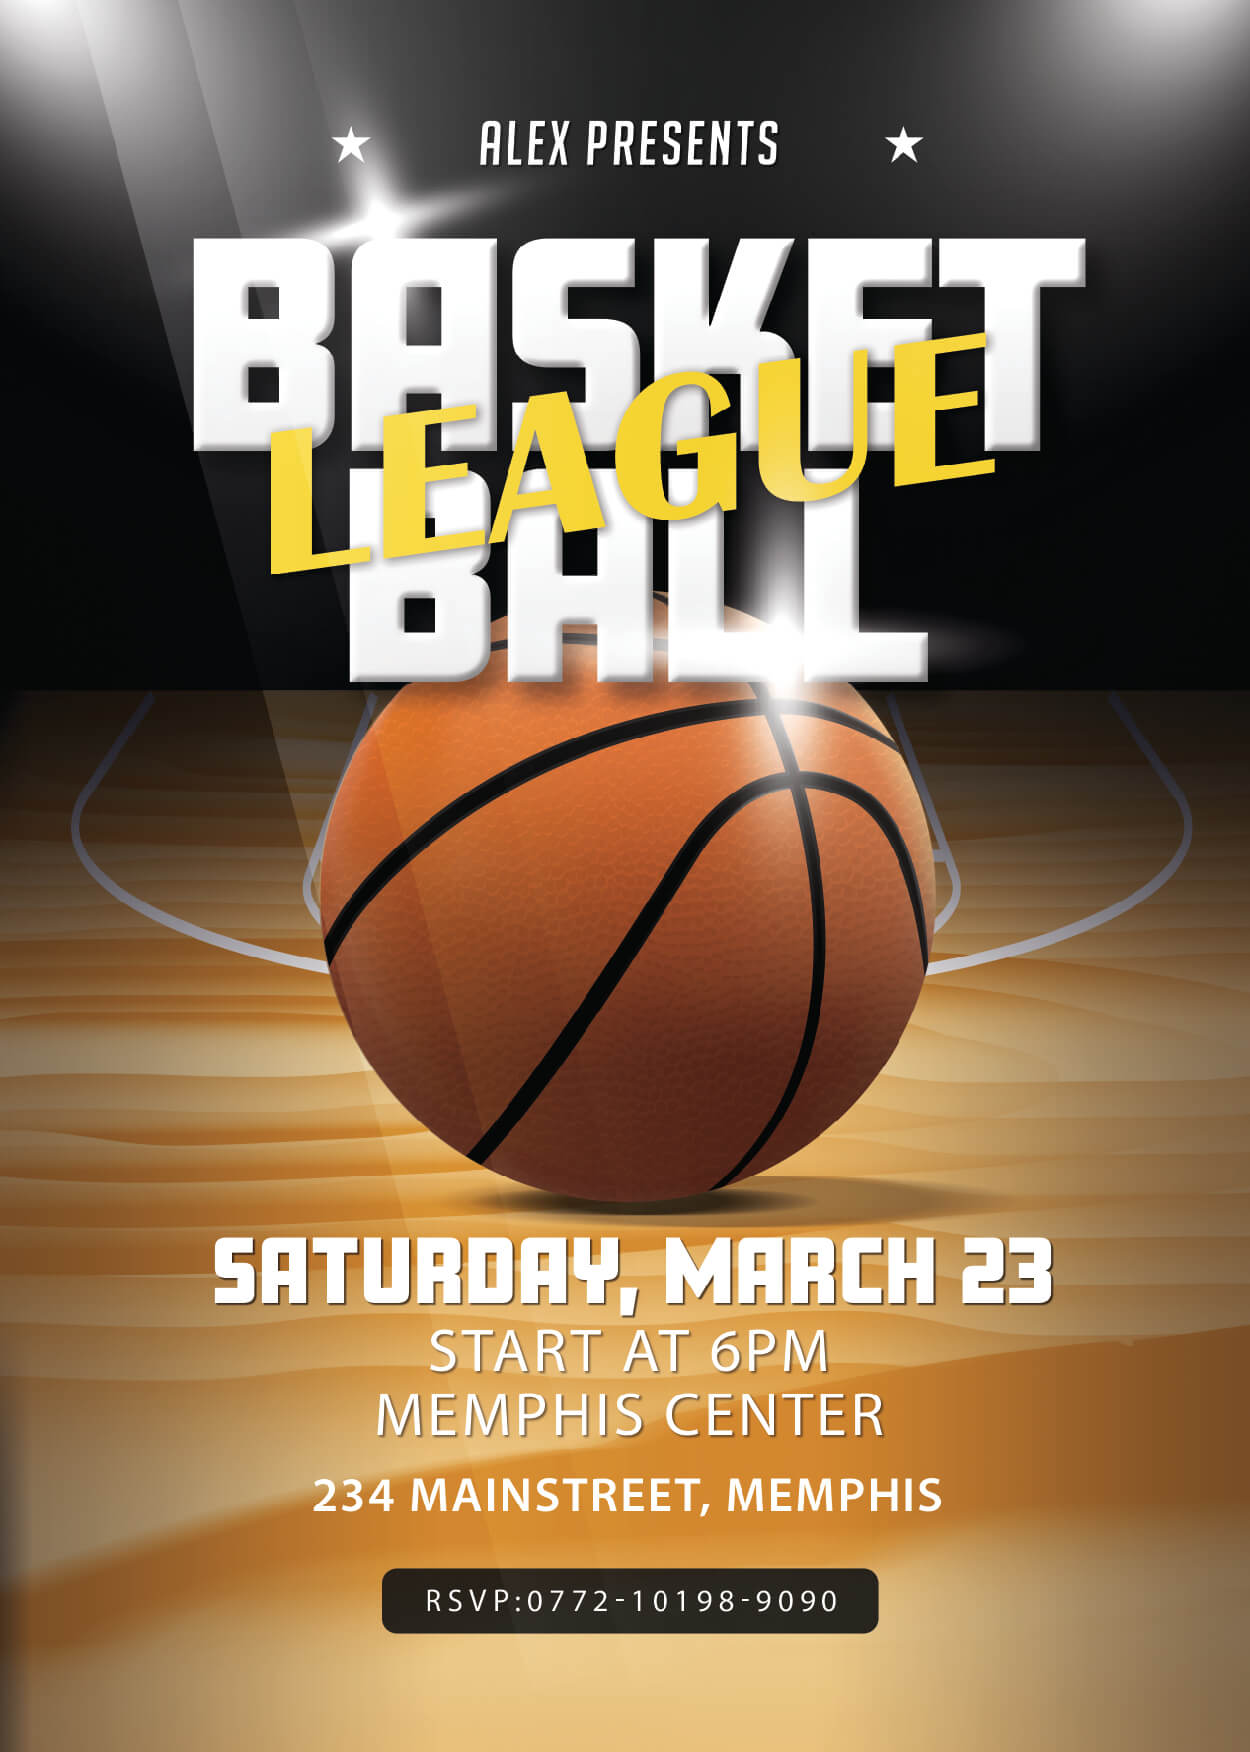 ALEX PRESENTS
BASKET
LEAGUE
BALL
SATURDAY, MARCH 23
START AT 6PM
MEMPHIS CENTER
234 MAINSTREET, MEMPHIS
RSVP:0772-10198-9090